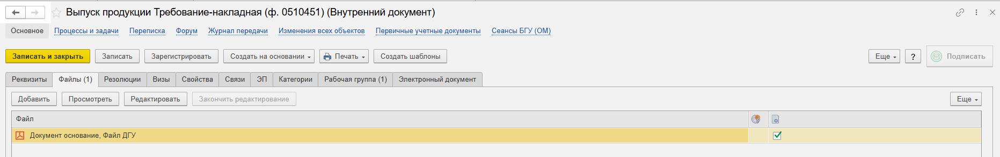 Выпуск продукции Требование-накладная (ф. 0510451) (Внутренний документ)
Основное Процессы и задачи Переписка Форум Журнал передачи Изменения всех объектов Первичные учетные документы Сеансы БГУ (ОМ)
Записать и закрыть Записать Зарегистрировать Создать на основании Печать Создать шаблоны Еще ? Подписать
Реквизиты Файлы (1) Резолюции Визы Свойства Связи ЭП Категории Рабочая группа (1) Электронный документ
Добавить Просмотреть Редактировать Закончить редактирование Еще
Файл
Документ основание, Файл ДГУ